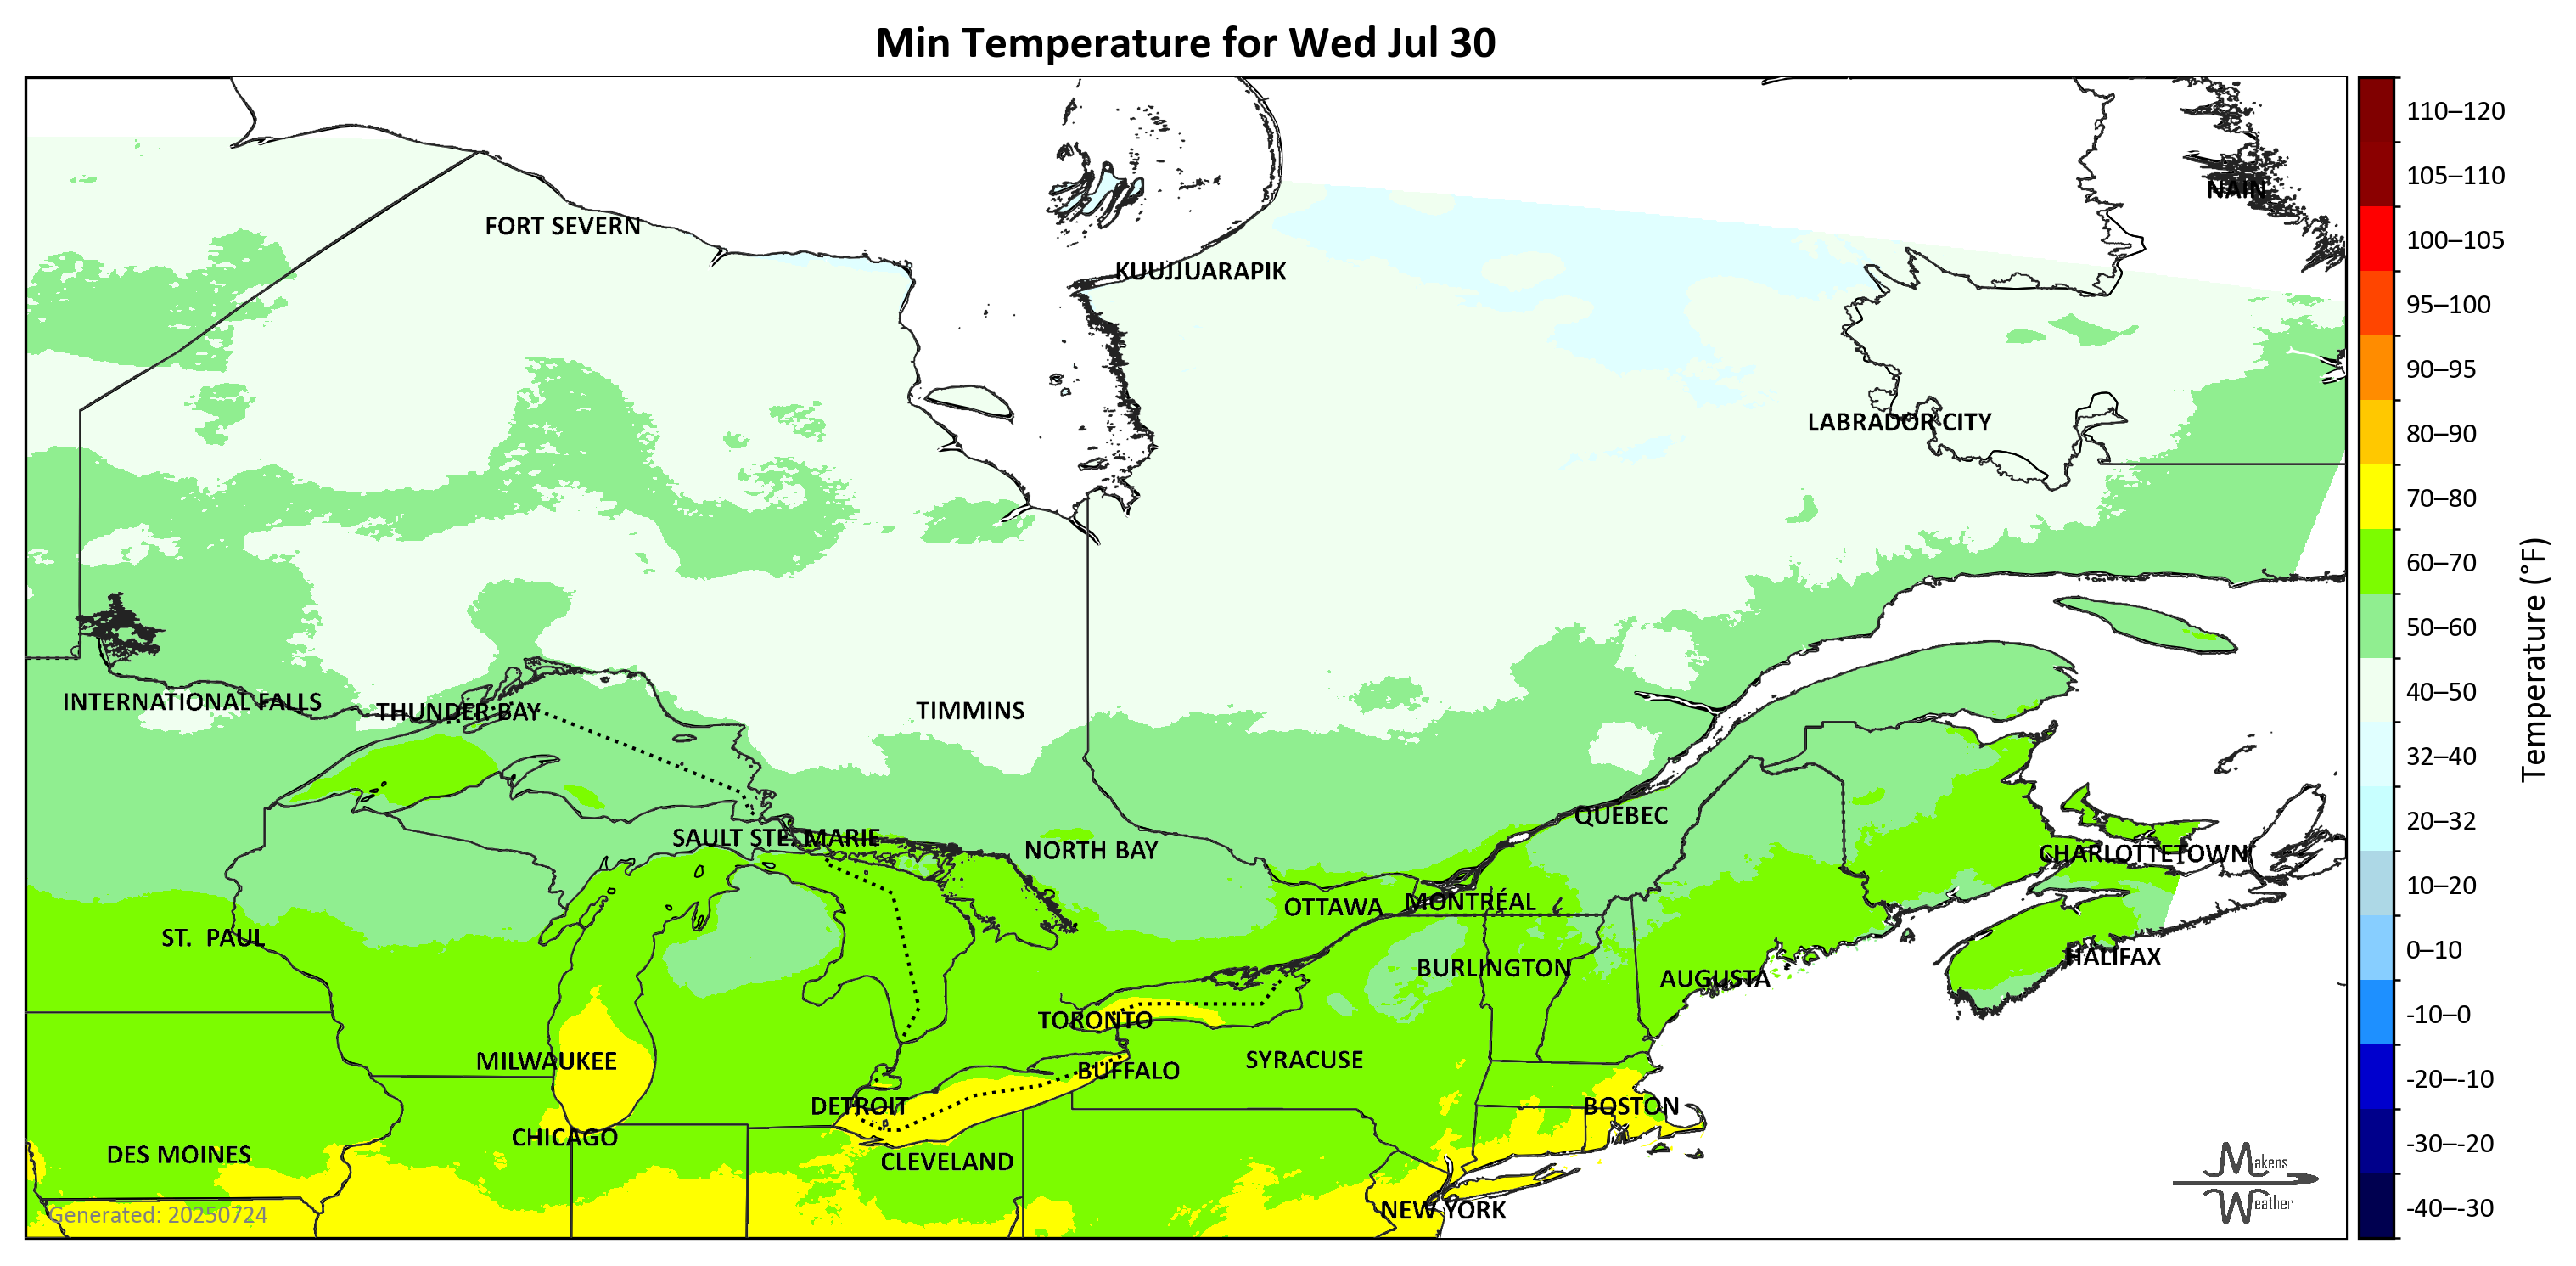 Min Temperature for Wed Jul 30
110–120
105–110
NAIN
FORT SEVERN
100–105
KUUJJUARAPIK
95–100
90–95
LABRADOR CITY
80–90
70–80
60–70
50–60
Temperature (°F)
40–50
INTERNATIONAL FALLS
THUNDER BAY
TIMMINS
32–40
QUÉBEC
20–32
SAULT STE. MARIE
NORTH BAY
CHARLOTTETOWN
10–20
OTTAWA
MONTRÉAL
ST. PAUL
0–10
HALIFAX
BURLINGTON
AUGUSTA
-10–0
TORONTO
MILWAUKEE
SYRACUSE
BUFFALO
-20–-10
DETROIT
BOSTON
CHICAGO
-30–-20
DES MOINES
CLEVELAND
Makens
Weather
-40–-30
NEW YORK
Generated: 20250724